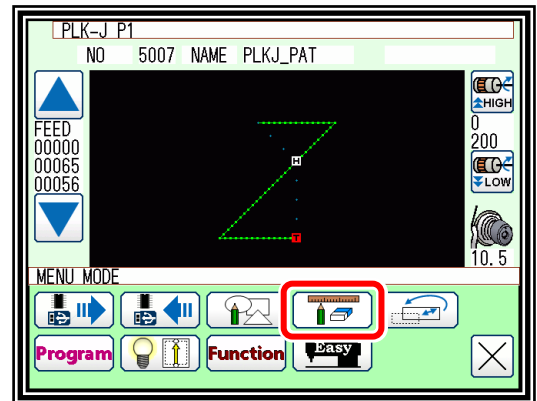 PLK-J P1
NO 5007 NAME PLKJ_PAT
HIGH
FEED
00000
00065
00056
0
200
LOW
H
T
10.5
MENU MODE
Program
Function
Easy